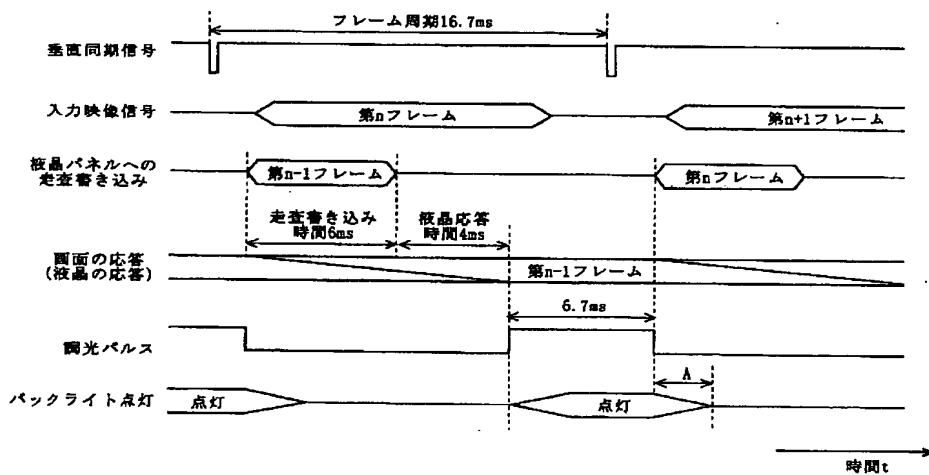 フレーム周期16.7ms
垂直同期信号
入力映像信号
第nフレーム
第n+1フレーム
液晶パネルへの
走査書き込み
第n-1フレーム
第nフレーム
走査書き込み
時間6ms
液晶応答
時間4ms
画面の応答
(液晶の応答)
第n-1フレーム
6.7ms
調光パルス
A
バックライト点灯
点灯
点灯
時間t